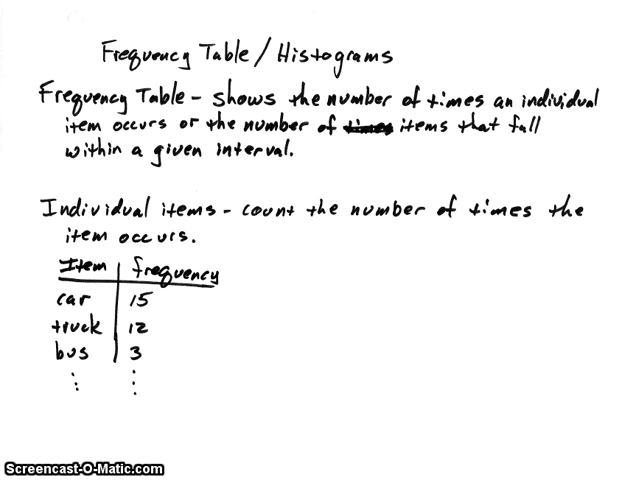 Frequency Table / Histograms
Frequency Table - shows the number of times an individual
item occurs or the number of times items that fall
within a given interval.
Individual items - count the number of times the
item occurs.
Item frequency
car 15
truck 12
bus 3
⋮ ⋮
Screencast-O-Matic.com